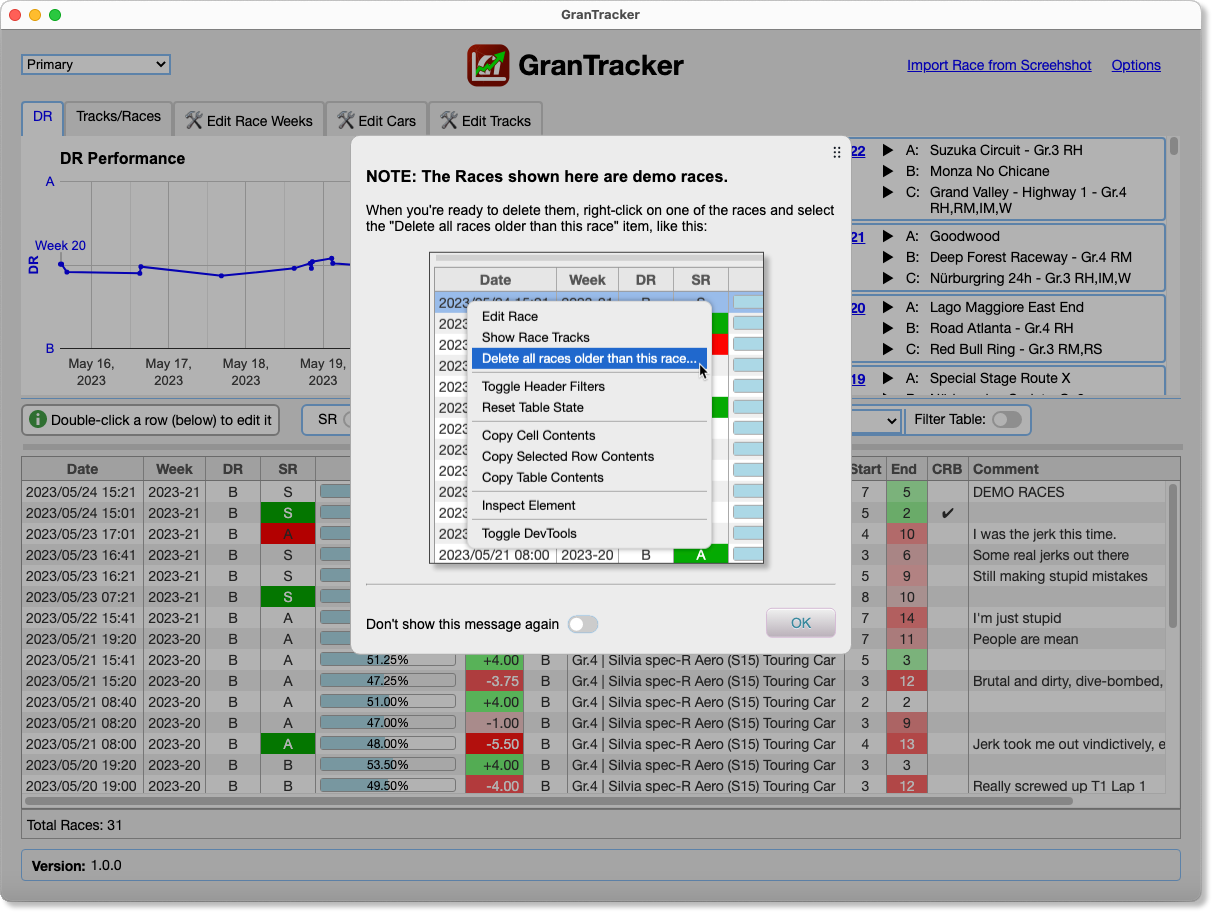 GranTracker
Primary
GranTracker
Import Race from Screehshot Options
DR Tracks/Races Edit Race Weeks Edit Cars Edit Tracks
DR Performance
A
Week 20
DR
B
May 16, 2023
May 17, 2023
May 18, 2023
May 19,
22 A: Suzuka Circuit - Gr.3 RH
B: Monza No Chicane
C: Grand Valley - Highway 1 - Gr.4
RH,RM,IM,W
21 A: Goodwood
B: Deep Forest Raceway - Gr.4 RM
C: Nürburgring 24h - Gr.3 RH,IM,W
20 A: Lago Maggiore East End
B: Road Atlanta - Gr.4 RH
C: Red Bull Ring - Gr.3 RM,RS
19 A: Special Stage Route X
NOTE: The Races shown here are demo races.
When you're ready to delete them, right-click on one of the races and select
the "Delete all races older than this race" item, like this:
Date Week DR SR
2023
Edit Race
2023
Show Race Tracks
2023
Delete all races older than this race...
2023
Toggle Header Filters
2023
Reset Table State
2023
Copy Cell Contents
2023
Copy Selected Row Contents
2023
Copy Table Contents
2023
Inspect Element
2023
Toggle DevTools
2023
2023/05/21 08:00 2023-20 B A
Don't show this message again OK
Double-click a row (below) to edit it SR Filter Table:
Date Week DR SR Start End CRB Comment
2023/05/24 15:21 2023-21 B S 7 5 DEMO RACES
2023/05/24 15:01 2023-21 B S 5 2 ✔
2023/05/23 17:01 2023-21 B A 4 10 I was the jerk this time.
2023/05/23 16:41 2023-21 B S 3 6 Some real jerks out there
2023/05/23 16:21 2023-21 B S 5 9 Still making stupid mistakes
2023/05/23 07:21 2023-21 B S 8 10
2023/05/22 15:41 2023-21 B A 7 14 I'm just stupid
2023/05/21 19:20 2023-20 B A 7 11 People are mean
2023/05/21 15:41 2023-20 B A 51.25% +4.00 B Gr.4 | Silvia spec-R Aero (S15) Touring Car 5 3
2023/05/21 15:20 2023-20 B A 47.25% -3.75 B Gr.4 | Silvia spec-R Aero (S15) Touring Car 3 12 Brutal and dirty, dive-bombed,
2023/05/21 08:40 2023-20 B A 51.00% +4.00 B Gr.4 | Silvia spec-R Aero (S15) Touring Car 2 2
2023/05/21 08:20 2023-20 B A 47.00% -1.00 B Gr.4 | Silvia spec-R Aero (S15) Touring Car 3 9
2023/05/21 08:00 2023-20 B A 48.00% -5.50 B Gr.4 | Silvia spec-R Aero (S15) Touring Car 4 13 Jerk took me out vindictively, e
2023/05/20 19:20 2023-20 B B 53.50% +4.00 B Gr.4 | Silvia spec-R Aero (S15) Touring Car 3 3
2023/05/20 19:00 2023-20 B B 49.50% -4.00 B Gr.4 | Silvia spec-R Aero (S15) Touring Car 3 12 Really screwed up T1 Lap 1
Total Races: 31
Version: 1.0.0